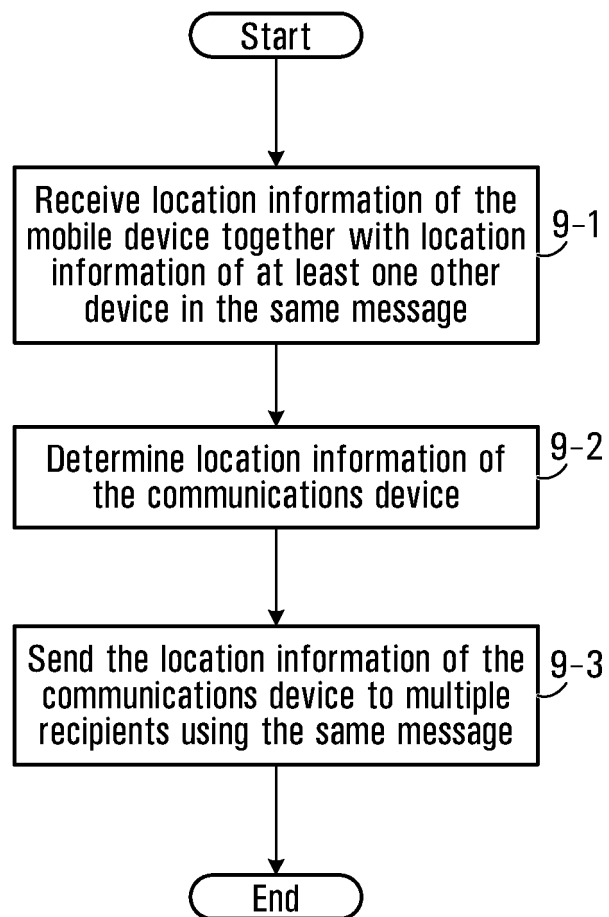 Start
Receive location information of the
mobile device together with location
information of at least one other
device in the same message
9-1
Determine location information of
the communications device
9-2
Send the location information of the
communications device to multiple
recipients using the same message
9-3
End